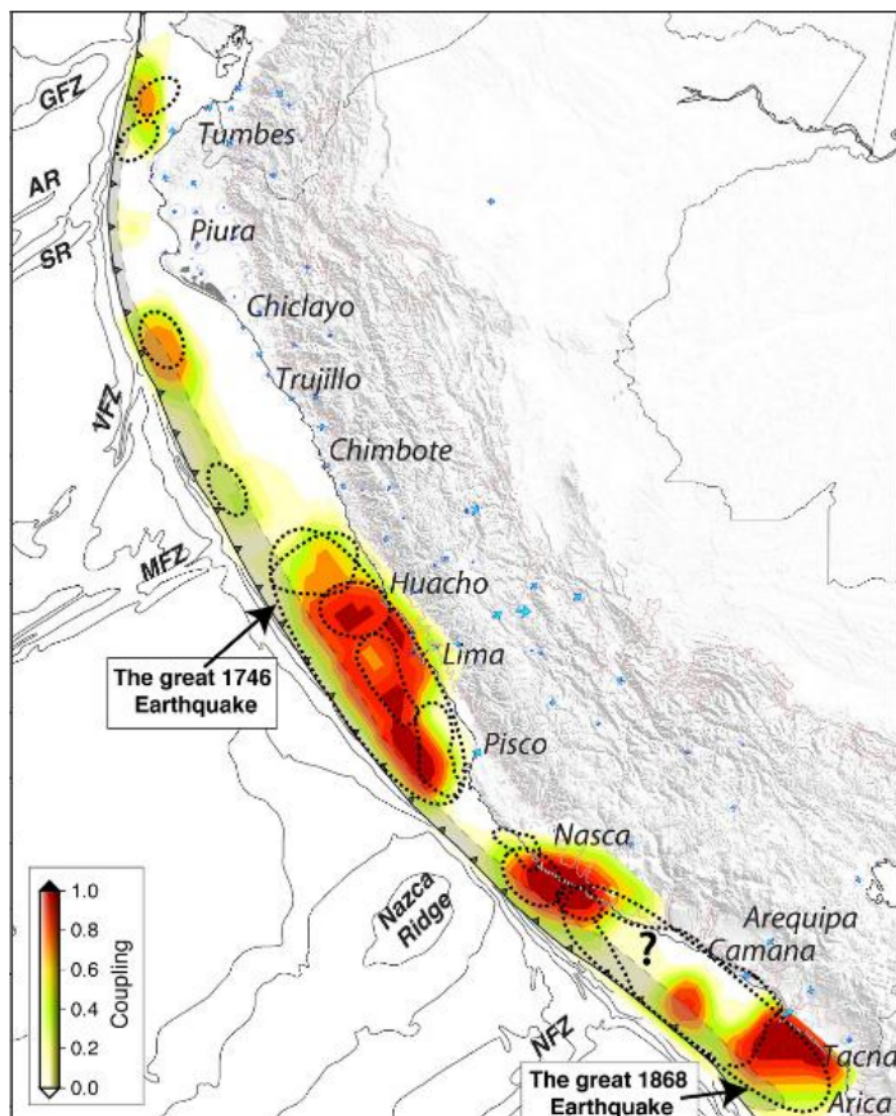 GFZ
Tumbes
AR
Piura
SR
Chiclayo
Trujillo
VFZ
Chimbote
MFZ
Huacho
The great 1746
Earthquake
Lima
Pisco
Nasca
1.0
0.8
0.6
0.4
0.2
0.0
Coupling
Nazca
Ridge
Arequipa
?
Camana
NFZ
Tacna
The great 1868
Earthquake
Arica